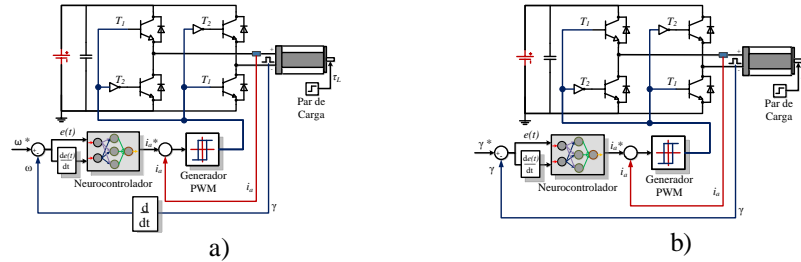 T1
T2
T2
T1
τL
Par de
Carga
ω*
ω
e(t)
de(t)
dt
Neurocontrolador
ia*
ia
ia
Generador
PWM
γ
d
dt
a)
T1
T2
T2
T1
Par de
Carga
γ*
γ
e(t)
de(t)
dt
Neurocontrolador
ia*
ia
ia
Generador
PWM
γ
b)